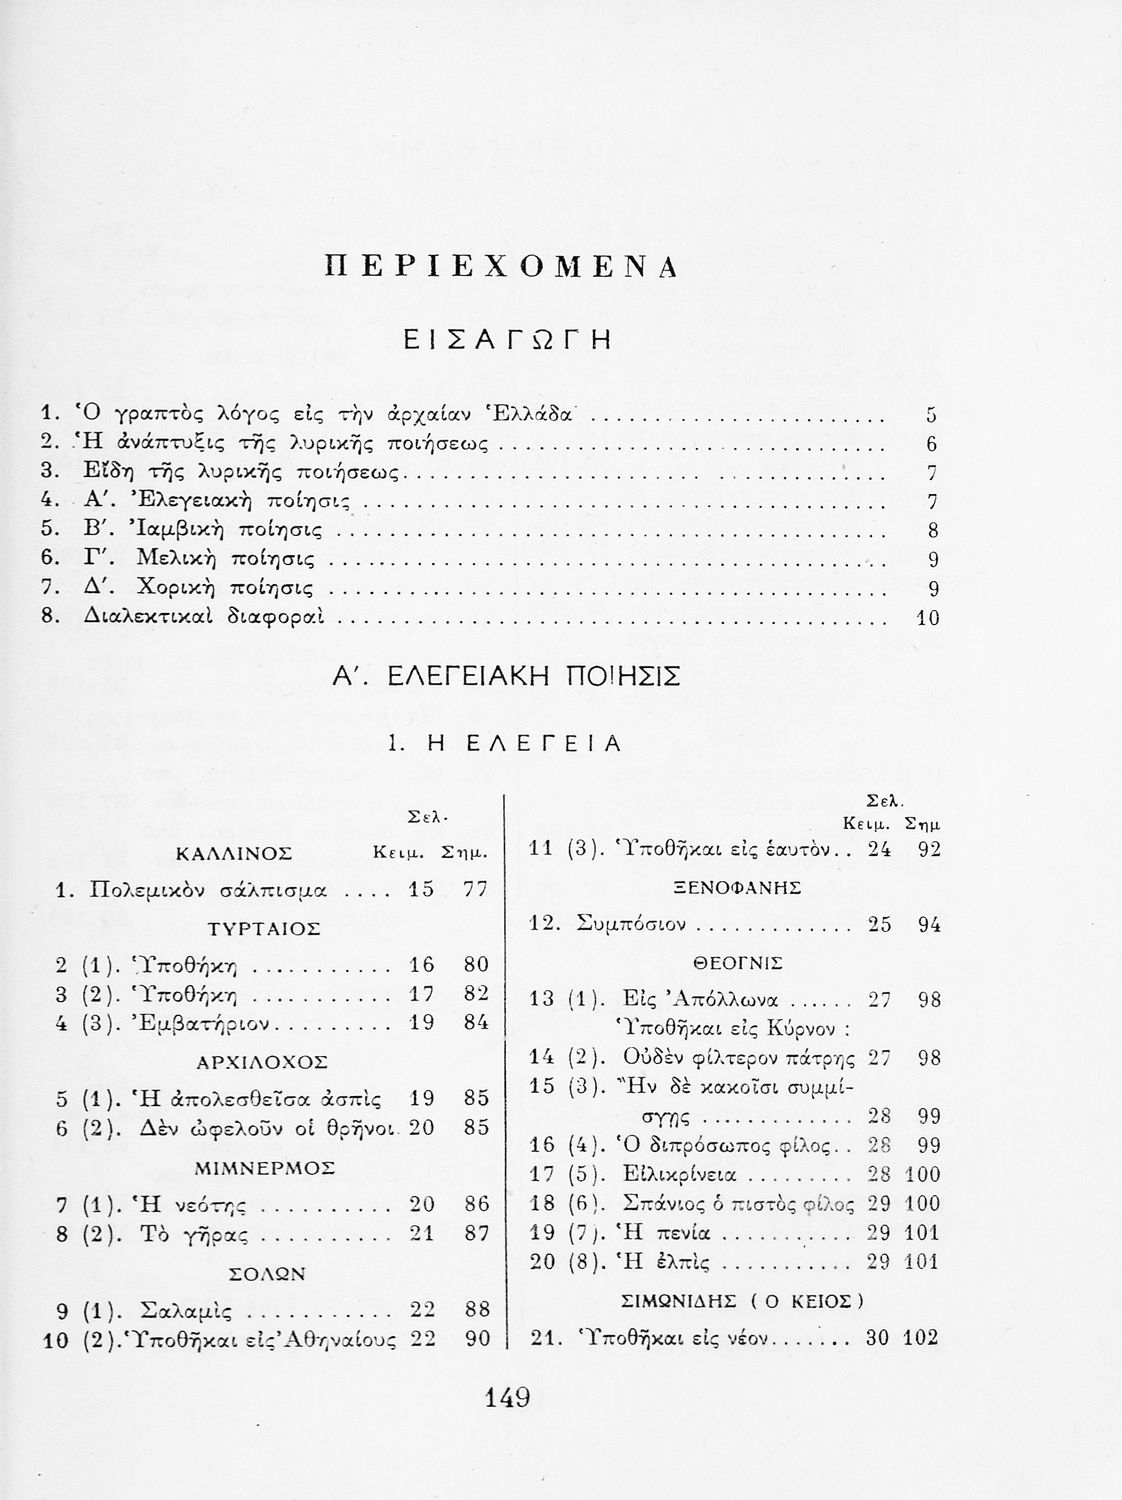 ΠΕΡΙΕΧΟΜΕΝΑ
ΕΙΣΑΓΩΓΗ
1. Ὁ γραπτὸς λόγος εἰς τὴν ἀρχαίαν Ἑλλάδα .......................... 5
2. Ἡ ἀνάπτυξις τῆς λυρικῆς ποιήσεως .......................... 6
3. Εἴδη τῆς λυρικῆς ποιήσεως .......................... 7
4. Α′. Ἐλεγειακὴ ποίησις .......................... 7
5. Β′. Ἰαμβικὴ ποίησις .......................... 8
6. Γ′. Μελικὴ ποίησις .......................... 9
7. Δ′. Χορικὴ ποίησις .......................... 9
8. Διαλεκτικαὶ διαφοραὶ .......................... 10
Α′. ΕΛΕΓΕΙΑΚΗ ΠΟΙΗΣΙΣ
1. Η ΕΛΕΓΕΙΑ
Σελ.
ΚΑΛΛΙΝΟΣ Κειμ. Σημ.
1. Πολεμικὸν σάλπισμα .... 15 77
ΤΥΡΤΑΙΟΣ
2 (1). Ὑποθήκη ........... 16 80
3 (2). Ὑποθήκη ........... 17 82
4 (3). Ἐμβατήριον ......... 19 84
ΑΡΧΙΛΟΧΟΣ
5 (1). Ἡ ἀπολεσθεῖσα ἀσπὶς 19 85
6 (2). Δὲν ὠφελοῦν οἱ θρῆνοι. 20 85
ΜΙΜΝΕΡΜΟΣ
7 (1). Ἡ νεότης .......... 20 86
8 (2). Τὸ γῆρας .......... 21 87
ΣΟΛΩΝ
9 (1). Σαλαμὶς ........... 22 88
10 (2). Ὑποθῆκαι εἰς Ἀθηναίους 22 90
Σελ.
Κειμ. Σημ
11 (3). Ὑποθῆκαι εἰς ἑαυτὸν.. 24 92
ΞΕΝΟΦΑΝΗΣ
12. Συμπόσιον ............. 25 94
ΘΕΟΓΝΙΣ
13 (1). Εἰς Ἀπόλλωνα ...... 27 98
Ὑποθῆκαι εἰς Κύρνον :
14 (2). Οὐδὲν φίλτερον πάτρης 27 98
15 (3). Ἢν δὲ κακοῖσι συμμί-
σγῃς ............ 28 99
16 (4). Ὁ διπρόσωπος φίλος.. 28 99
17 (5). Εἰλικρίνεια .......... 28 100
18 (6). Σπάνιος ὁ πιστὸς φίλος 29 100
19 (7). Ἡ πενία ........... 29 101
20 (8). Ἡ ἐλπὶς ........... 29 101
ΣΙΜΩΝΙΔΗΣ ( Ο ΚΕΙΟΣ )
21. Ὑποθῆκαι εἰς νέον....... 30 102
149